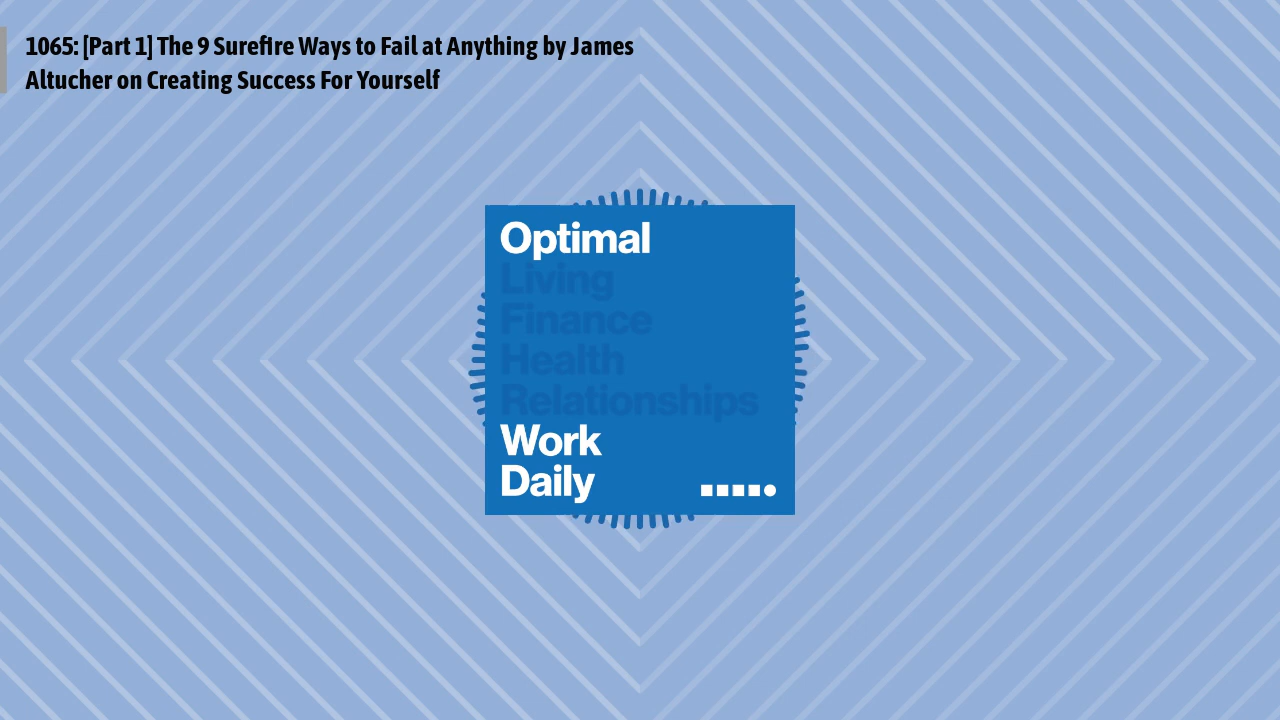 1065: [Part 1] The 9 Surefire Ways to Fail at Anything by James
Altucher on Creating Success For Yourself
Optimal
Living
Finance
Health
Relationships
Work
Daily